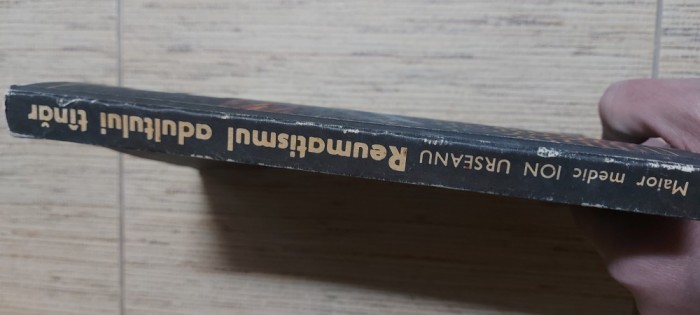 Maior medic ION URSEANU Reumatismul adultului tînăr